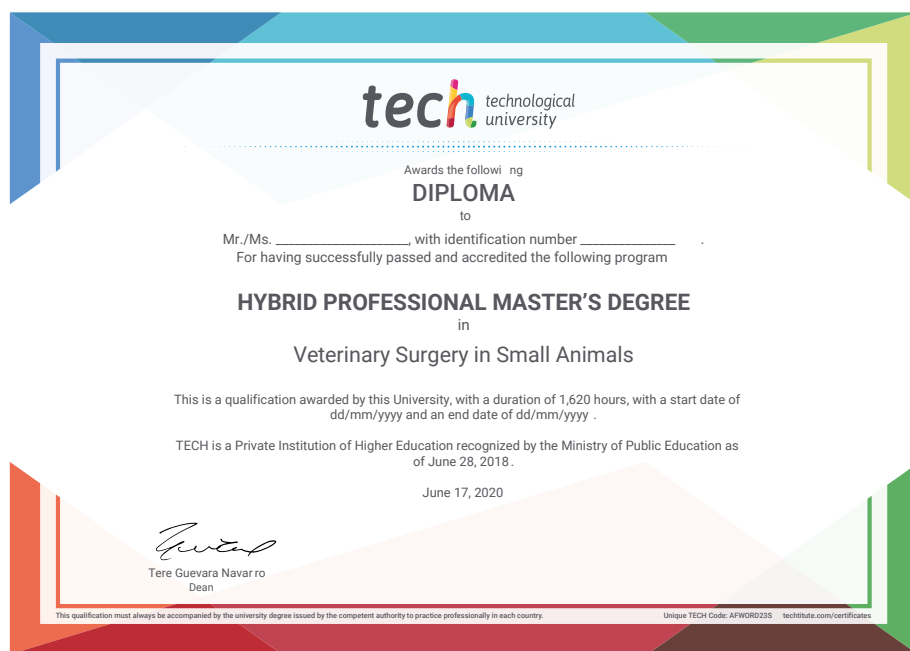 tech technological
university
Awards the followi ng
DIPLOMA
to
Mr./Ms. _____________________, with identification number _______________ .
For having successfully passed and accredited the following program
HYBRID PROFESSIONAL MASTER’S DEGREE
in
Veterinary Surgery in Small Animals
This is a qualification awarded by this University, with a duration of 1,620 hours, with a start date of
dd/mm/yyyy and an end date of dd/mm/yyyy .
TECH is a Private Institution of Higher Education recognized by the Ministry of Public Education as
of June 28, 2018.
June 17, 2020
Tere Guevara Navarro
Dean
This qualification must always be accompanied by the university degree issued by the competent authority to practice professionally in each country.
Unique TECH Code: AFWORD23S techtitute.com/certificates